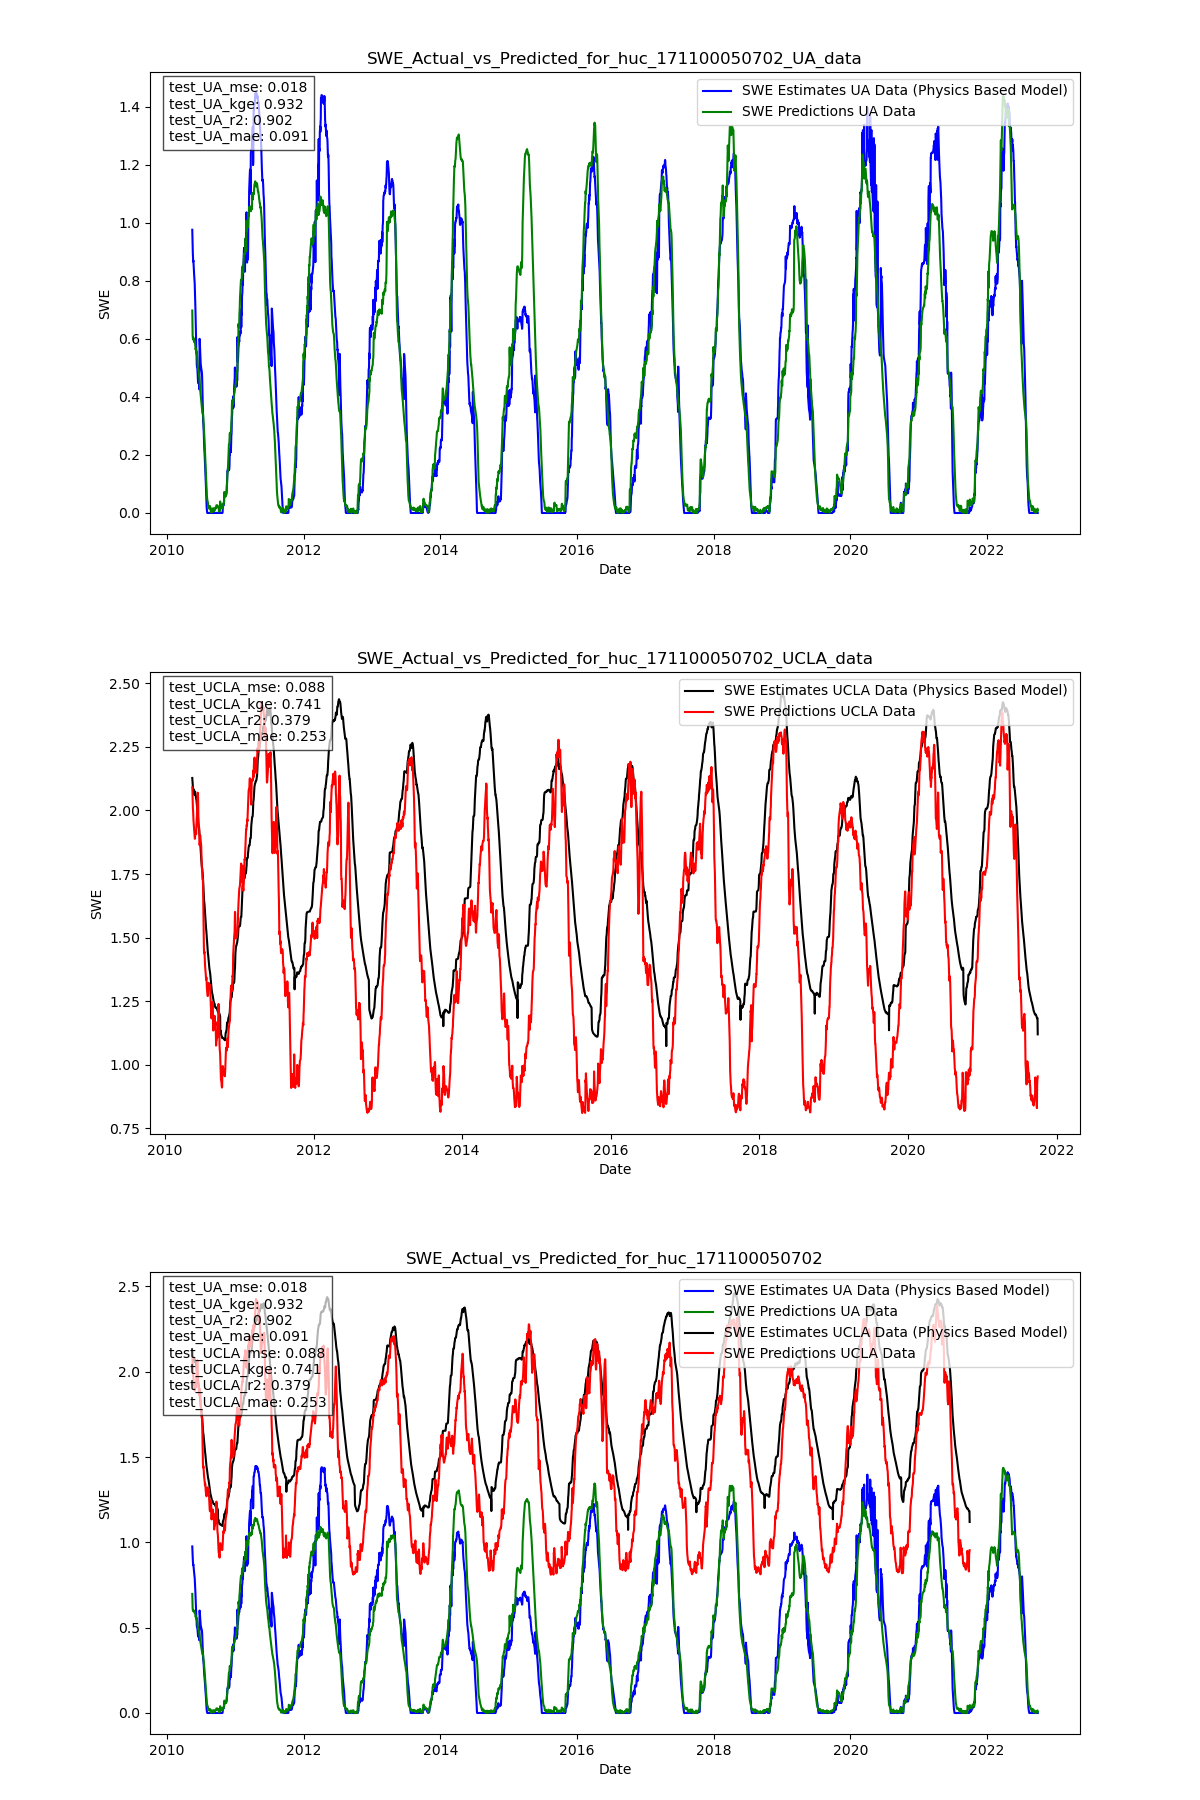 SWE_Actual_vs_Predicted_for_huc_171100050702_UA_data
test_UA_mse: 0.018
test_UA_kge: 0.932
test_UA_r2: 0.902
test_UA_mae: 0.091
SWE Estimates UA Data (Physics Based Model)
SWE Predictions UA Data
1.4
1.2
1.0
0.8
0.6
0.4
0.2
0.0
SWE
2010 2012 2014 2016 2018 2020 2022
Date
SWE_Actual_vs_Predicted_for_huc_171100050702_UCLA_data
test_UCLA_mse: 0.088
test_UCLA_kge: 0.741
test_UCLA_r2: 0.379
test_UCLA_mae: 0.253
SWE Estimates UCLA Data (Physics Based Model)
SWE Predictions UCLA Data
2.50
2.25
2.00
1.75
1.50
1.25
1.00
0.75
SWE
2010 2012 2014 2016 2018 2020 2022
Date
SWE_Actual_vs_Predicted_for_huc_171100050702
test_UA_mse: 0.018
test_UA_kge: 0.932
test_UA_r2: 0.902
test_UA_mae: 0.091
test_UCLA_mse: 0.088
test_UCLA_kge: 0.741
test_UCLA_r2: 0.379
test_UCLA_mae: 0.253
SWE Estimates UA Data (Physics Based Model)
SWE Predictions UA Data
SWE Estimates UCLA Data (Physics Based Model)
SWE Predictions UCLA Data
2.5
2.0
1.5
1.0
0.5
0.0
SWE
2010 2012 2014 2016 2018 2020 2022
Date